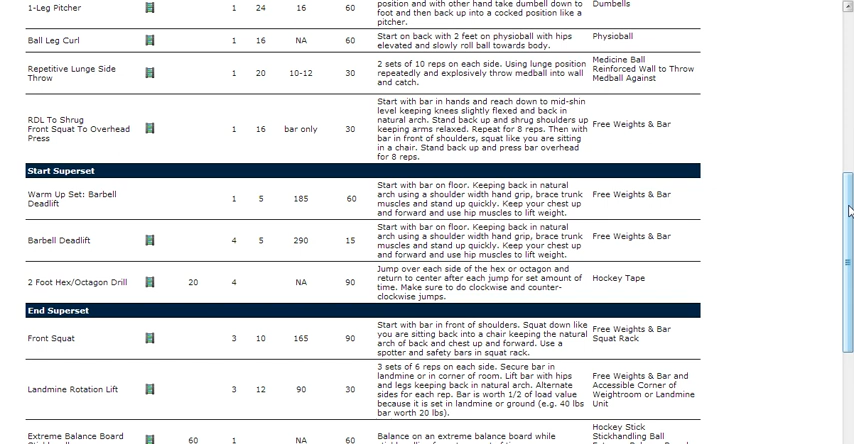 position and with other hand take dumbell down to
1-Leg Pitcher 1 24 16 60 foot and then back up into a cocked position like a Dumbells
pitcher.
Ball Leg Curl 1 16 NA 60 Start on back with 2 feet on physioball with hips Physioball
elevated and slowly roll ball towards body.
Repetitive Lunge Side
Throw
1 20 10-12 30
2 sets of 10 reps on each side. Using lunge position
repeatedly and explosively throw medball into wall
and catch.
Medicine Ball
Reinforced Wall to Throw
Medball Against
RDL To Shrug
Front Squat To Overhead
Press
1 16 bar only 30
Start with bar in hands and reach down to mid-shin
level keeping knees slightly flexed and back in
natural arch. Stand back up and shrug shoulders up
keeping arms relaxed. Repeat for 8 reps. Then with
bar in front of shoulders, squat like you are sitting
in a chair. Stand back up and press bar overhead
for 8 reps.
Free Weights & Bar
Start Superset
Warm Up Set: Barbell
Deadlift
1 5 185 60
Start with bar on floor. Keeping back in natural
arch using a shoulder width hand grip, brace trunk
muscles and stand up quickly. Keep your chest up
and forward and use hip muscles to lift weight.
Free Weights & Bar
Barbell Deadlift
4 5 290 15
Start with bar on floor. Keeping back in natural
arch using a shoulder width hand grip, brace trunk
muscles and stand up quickly. Keep your chest up
and forward and use hip muscles to lift weight.
Free Weights & Bar
2 Foot Hex/Octagon Drill
20 4 NA 90
Jump over each side of the hex or octagon and
return to center after each jump for set amount of
time. Make sure to do clockwise and counter-
clockwise jumps.
Hockey Tape
End Superset
Front Squat
3 10 165 90
Start with bar in front of shoulders. Squat down like
you are sitting back into a chair keeping the natural
arch of back and chest up and forward. Use a
spotter and safety bars in squat rack.
Free Weights & Bar
Squat Rack
Landmine Rotation Lift
3 12 90 30
3 sets of 6 reps on each side. Secure bar in
landmine or in corner of room. Lift bar with hips
and legs keeping back in natural arch. Alternate
sides for each rep. Bar is worth 1/2 of load value
because it is set in landmine or ground (e.g. 40 lbs
bar worth 20 lbs).
Free Weights & Bar and
Accessible Corner of
Weightroom or Landmine
Unit
Extreme Balance Board
60 1 NA 60
Balance on an extreme balance board while
Hockey Stick
Stickhandling Ball